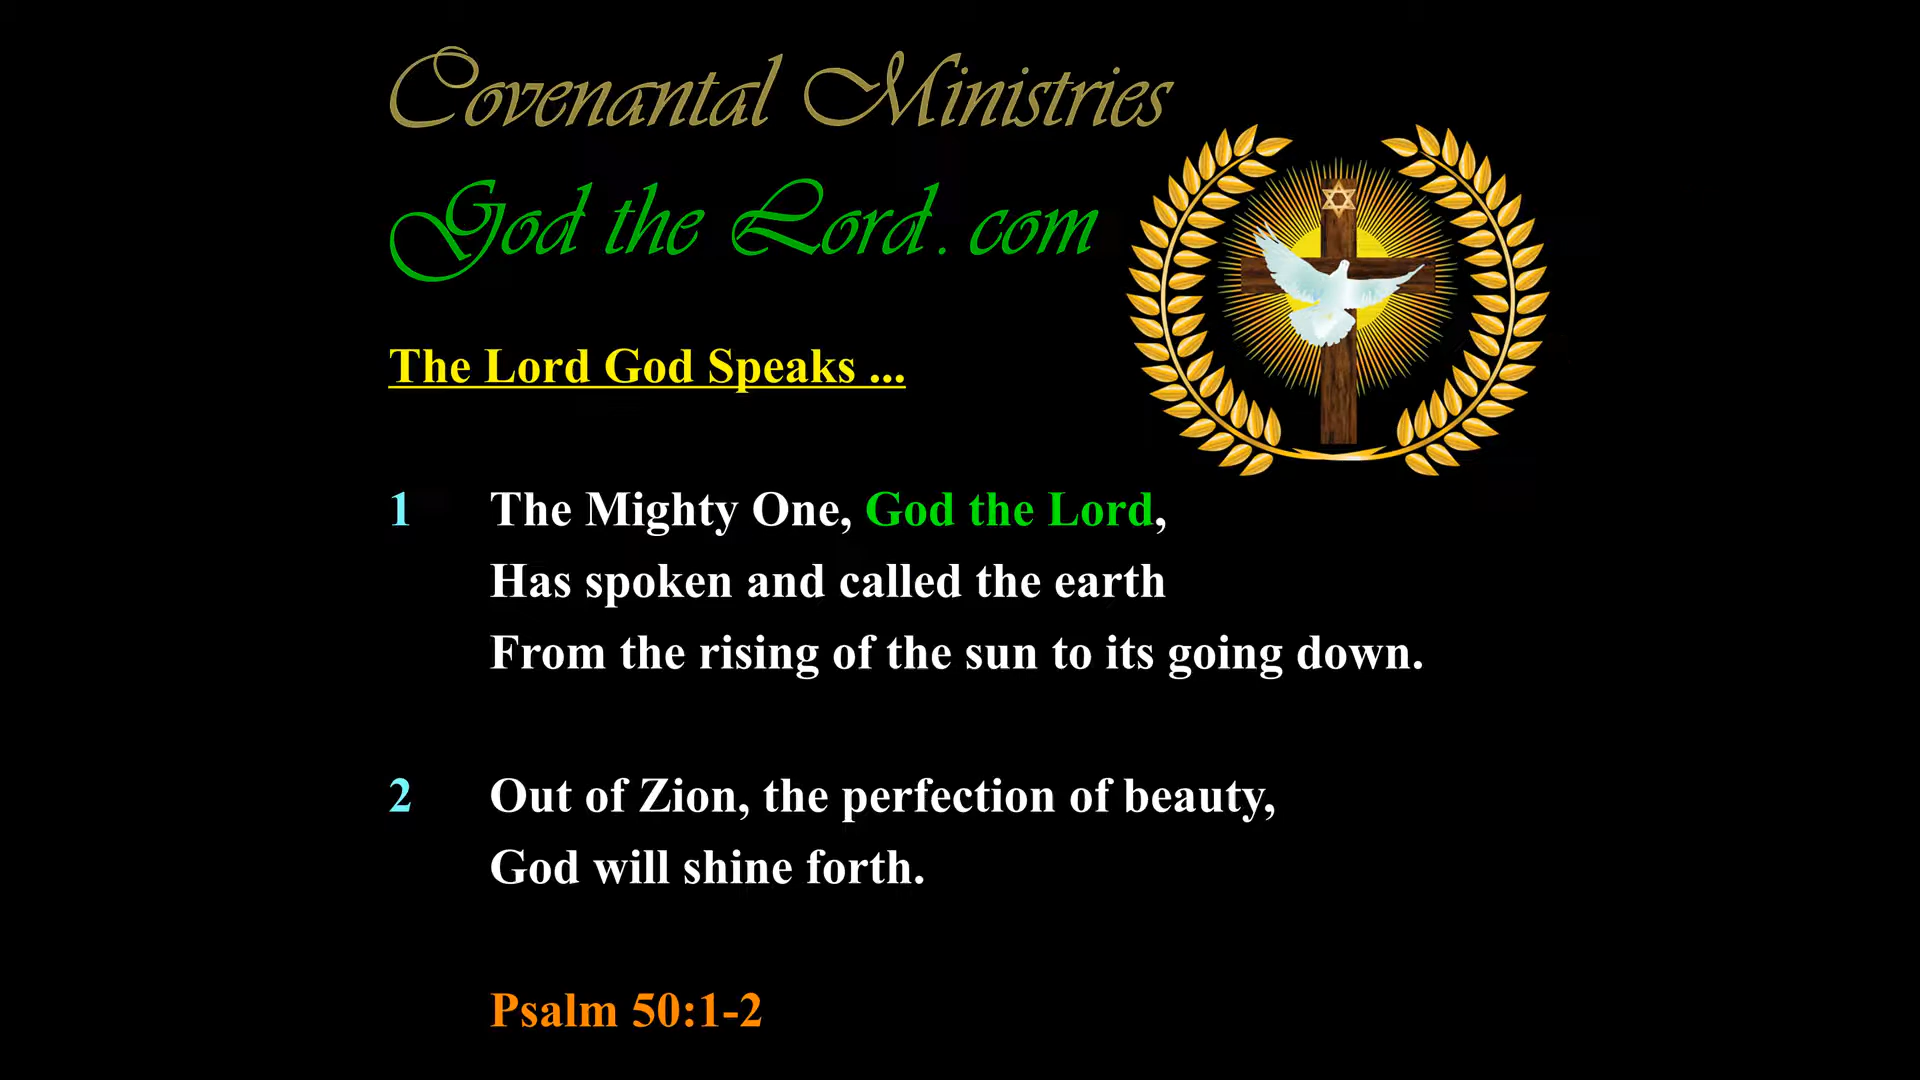 Covenantal Ministries
God the Lord.com
The Lord God Speaks ...
1 The Mighty One, God the Lord,
Has spoken and called the earth
From the rising of the sun to its going down.
2 Out of Zion, the perfection of beauty,
God will shine forth.
Psalm 50:1-2